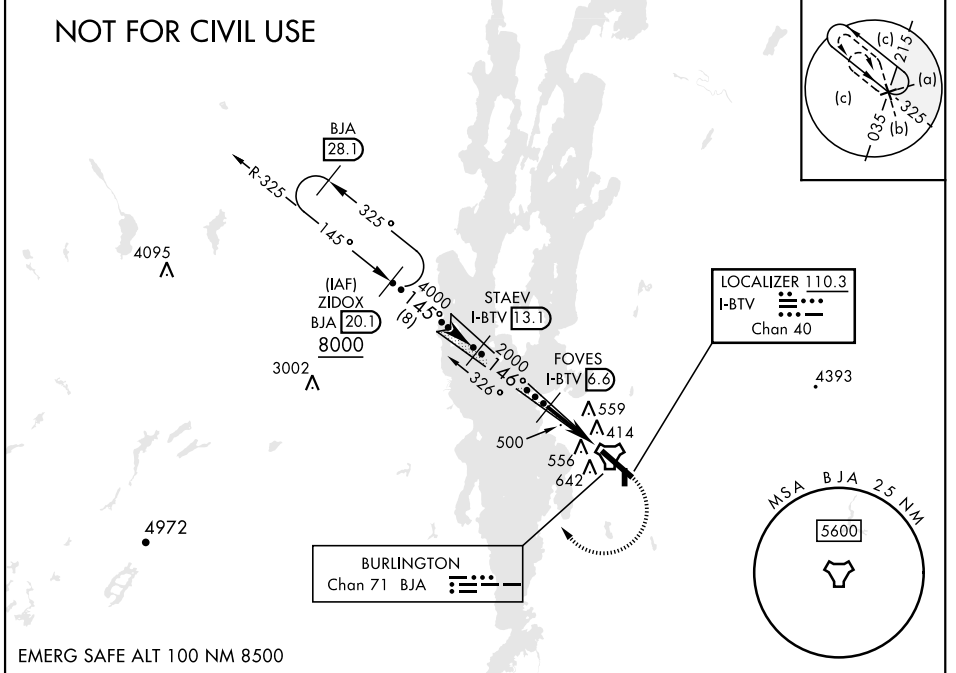 NOT FOR CIVIL USE
(c)
215
(a)
(c)
325
035
(b)
BJA
28.1
R-325
325°
145°
4095
(IAF)
ZIDOX
BJA 20.1
8000
4000
145°
(8)
STAEV
I-BTV 13.1
2000
146°
326°
LOCALIZER 110.3
I-BTV
Chan 40
3002
FOVES
I-BTV 6.6
4393
559
414
500
556
642
4972
MSA BJA 25 NM
5600
BURLINGTON
Chan 71 BJA
EMERG SAFE ALT 100 NM 8500